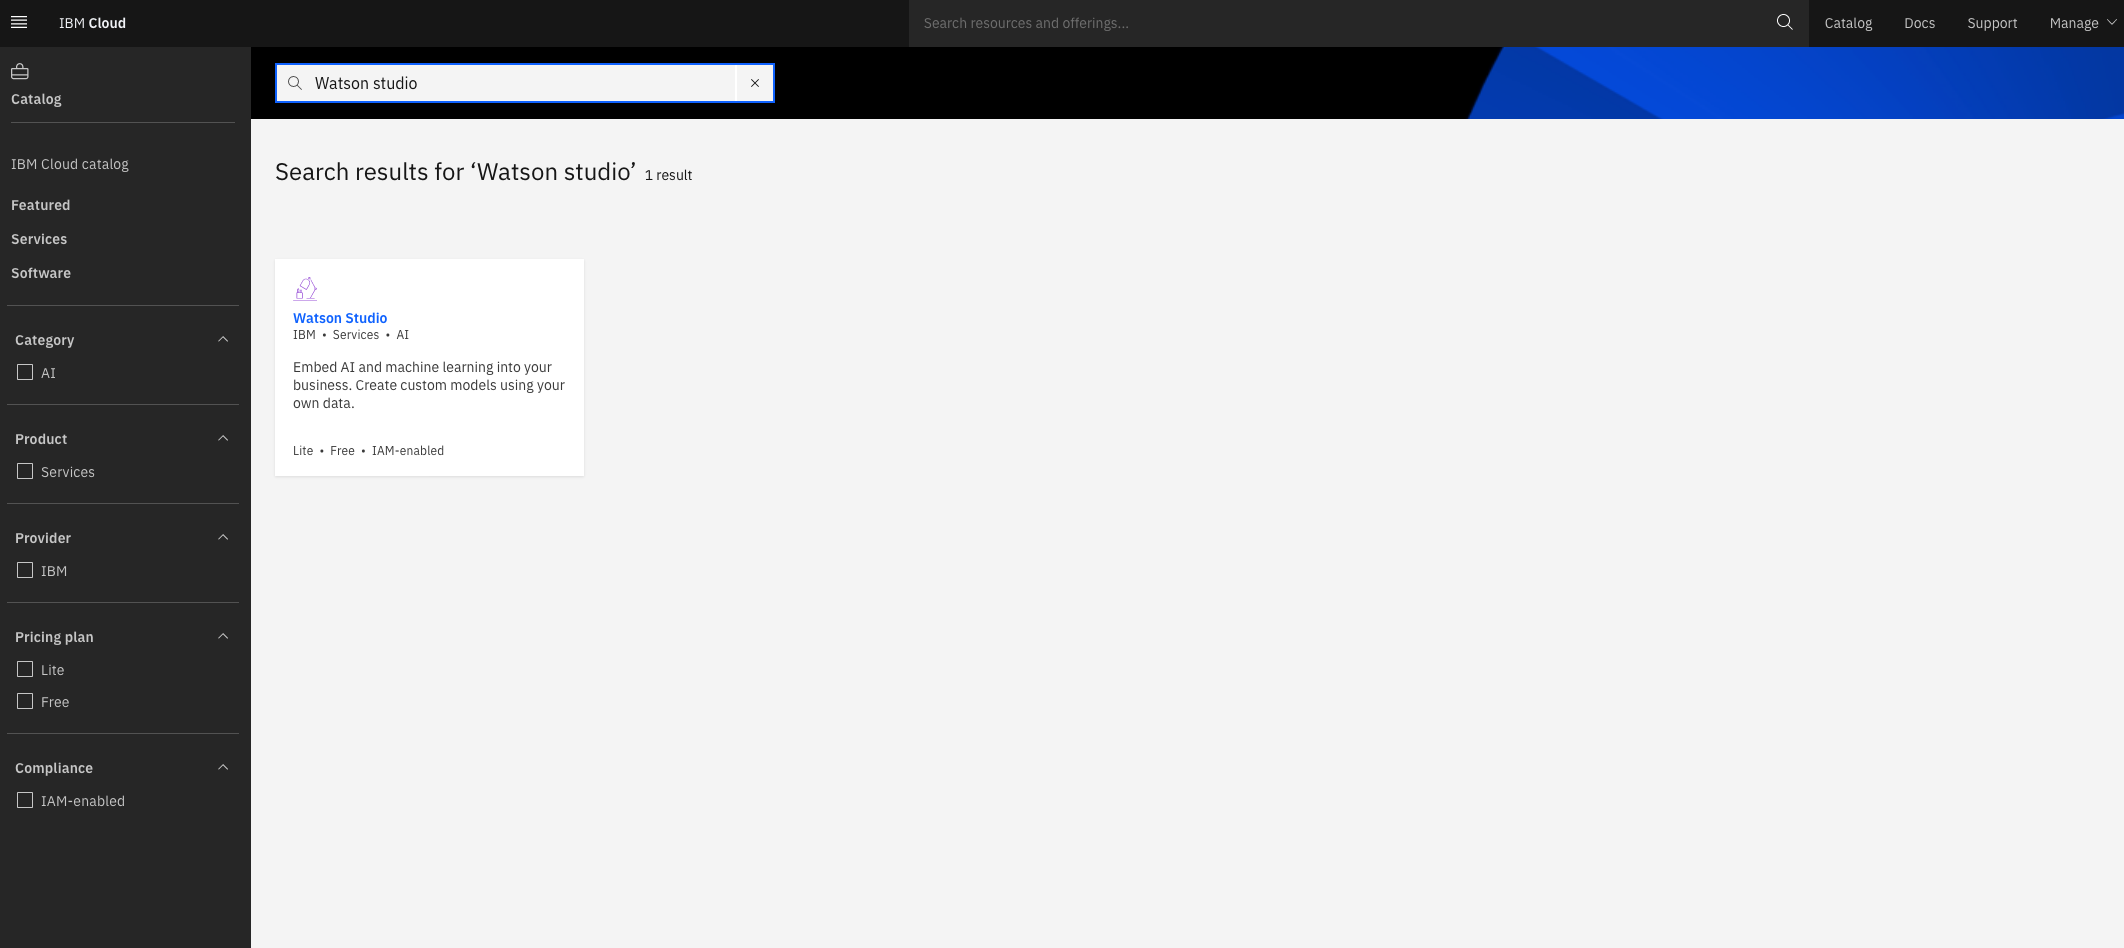 IBM Cloud
Search resources and offerings...
Catalog
Docs
Support
Manage
Catalog
IBM Cloud catalog
Featured
Services
Software
Category
AI
Product
Services
Provider
IBM
Pricing plan
Lite
Free
Compliance
IAM-enabled
Watson studio
Search results for ‘Watson studio’ 1 result
Watson Studio
IBM • Services • AI
Embed AI and machine learning into your
business. Create custom models using your
own data.
Lite • Free • IAM-enabled